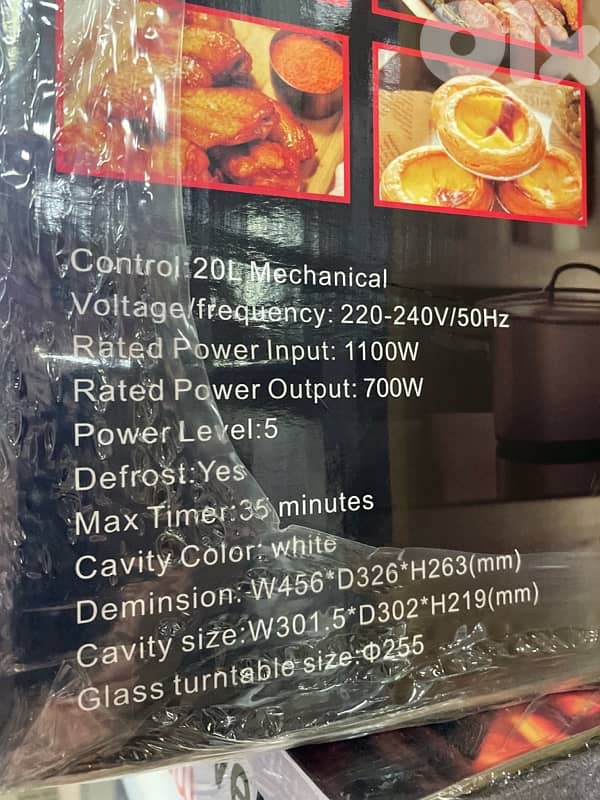 olx
Control:20L Mechanical
Voltage/frequency: 220-240V/50Hz
Rated Power Input: 1100W
Rated Power Output: 700W
Power Level:5
Defrost:Yes
Max Timer:35 minutes
Cavity Color: white
Deminsion: W456*D326*H263(mm)
Cavity size:W301.5*D302*H219(mm)
Glass turntable size:Φ255